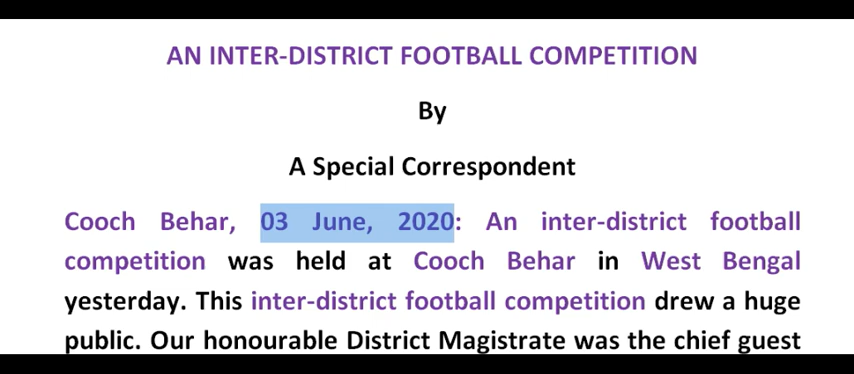 AN INTER-DISTRICT FOOTBALL COMPETITION
By
A Special Correspondent
Cooch Behar, 03 June, 2020: An inter-district football
competition was held at Cooch Behar in West Bengal
yesterday. This inter-district football competition drew a huge
public. Our honourable District Magistrate was the chief guest